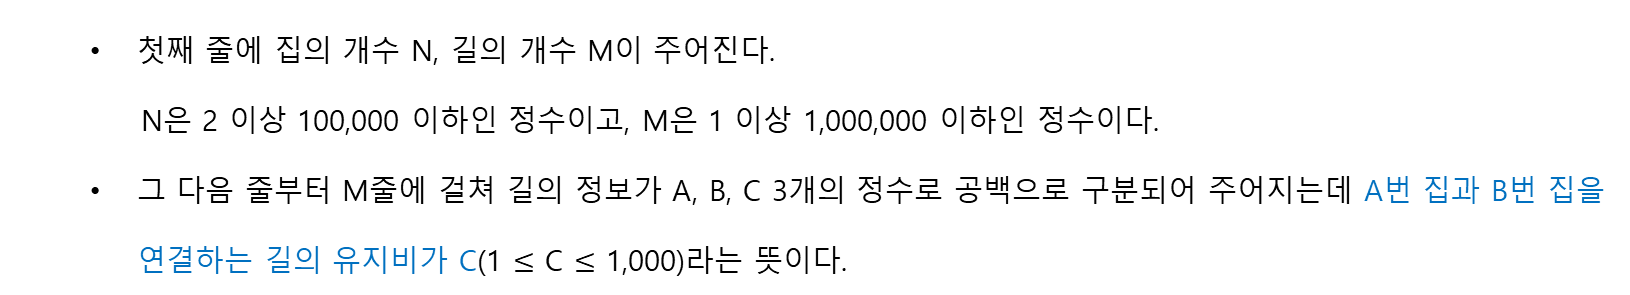 • 첫째 줄에 집의 개수 N, 길의 개수 M이 주어진다.
N은 2 이상 100,000 이하인 정수이고, M은 1 이상 1,000,000 이하인 정수이다.
• 그 다음 줄부터 M줄에 걸쳐 길의 정보가 A, B, C 3개의 정수로 공백으로 구분되어 주어지는데 A번 집과 B번 집을
연결하는 길의 유지비가 C(1 ≤ C ≤ 1,000)라는 뜻이다.